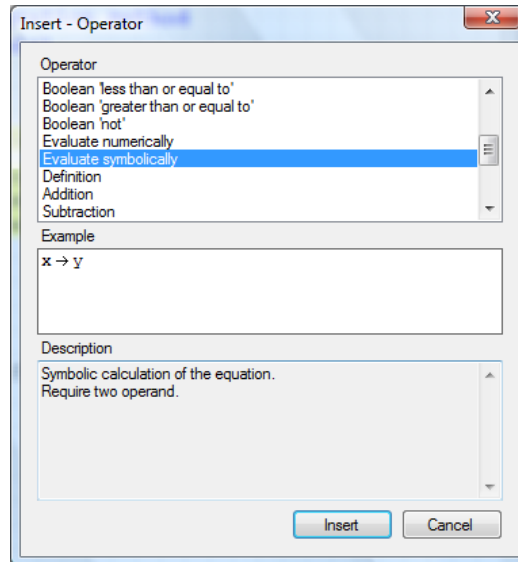 Insert - Operator
Operator
Boolean 'less than or equal to'
Boolean 'greater than or equal to'
Boolean 'not'
Evaluate numerically
Evaluate symbolically
Definition
Addition
Subtraction
Example
x → y
Description
Symbolic calculation of the equation.
Require two operand.
Insert
Cancel